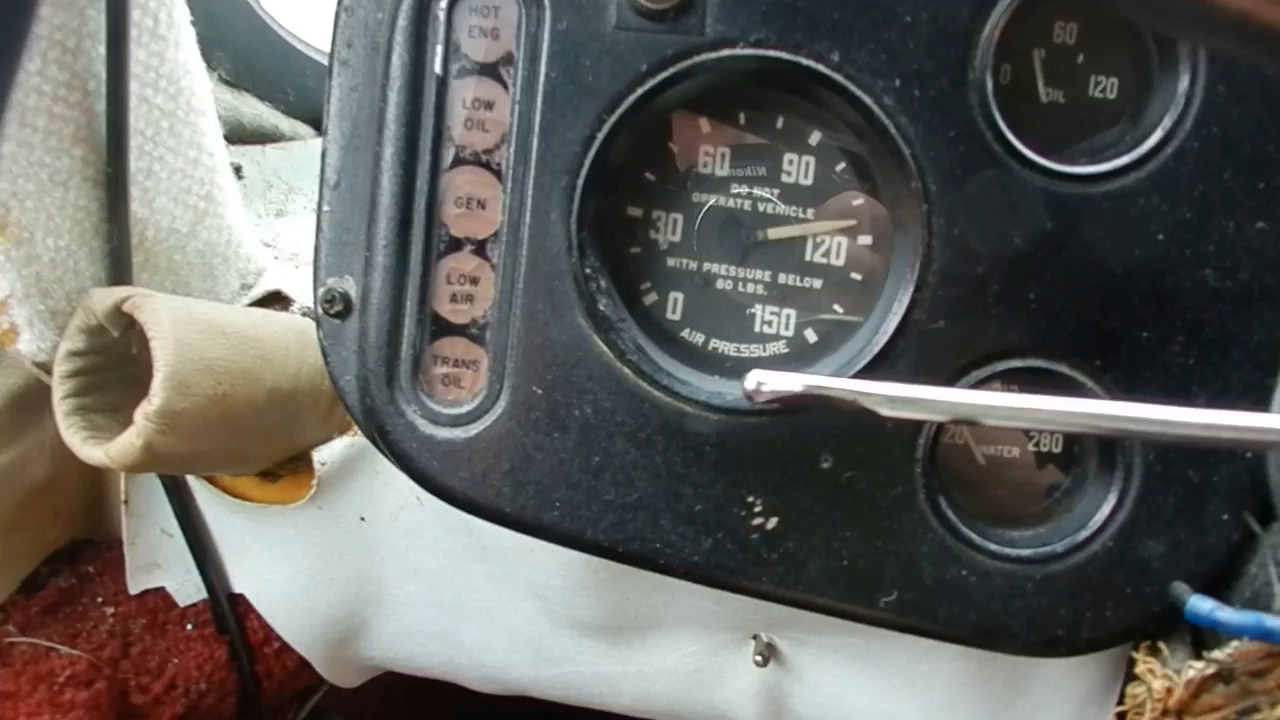 HOT
ENG
LOW
OIL
GEN
LOW
AIR
TRANS
OIL
60
90
Nikon
DO NOT
OPERATE VEHICLE
30
120
WITH PRESSURE BELOW
60 LBS.
0
150
AIR PRESSURE
60
0
120
OIL
20
WATER
280